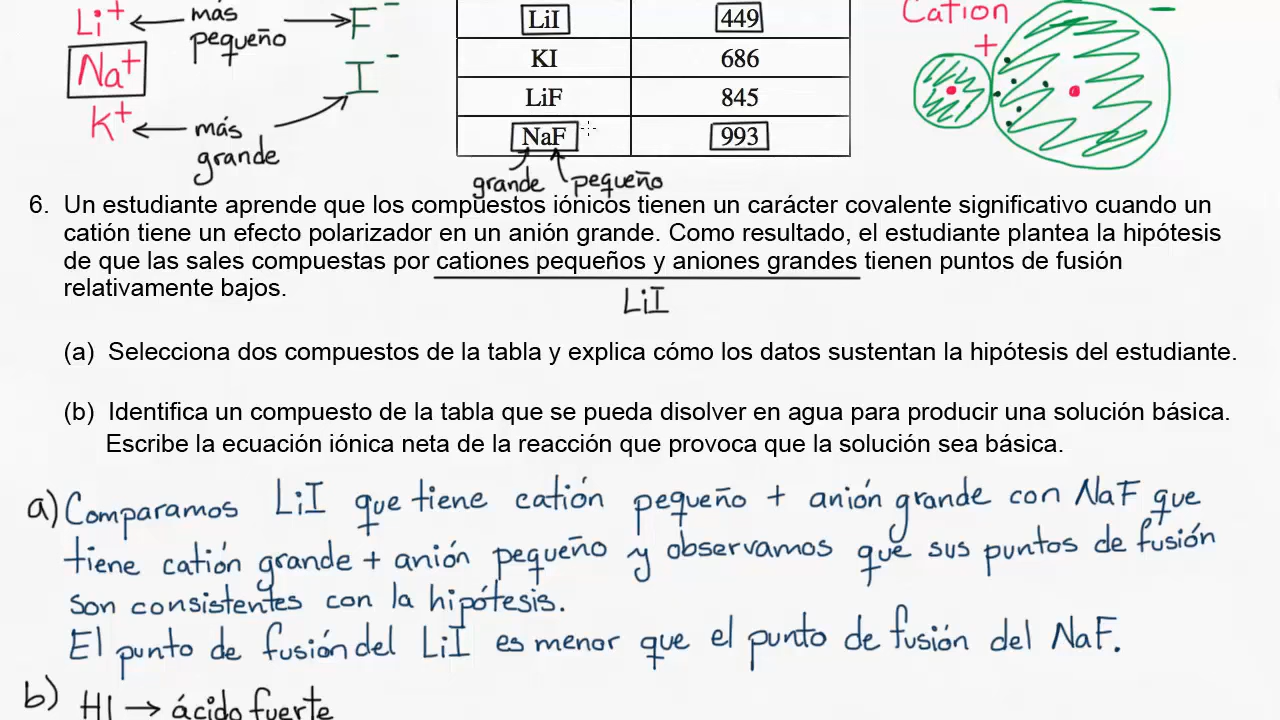 Li⁺ ← más pequeño → F⁻
Na⁺
I⁻
K⁺ ← más grande
LiI 449
KI 686
LiF 845
NaF 993
grande pequeño
Cation
+
−
6. Un estudiante aprende que los compuestos iónicos tienen un carácter covalente significativo cuando un
catión tiene un efecto polarizador en un anión grande. Como resultado, el estudiante plantea la hipótesis
de que las sales compuestas por cationes pequeños y aniones grandes tienen puntos de fusión
relativamente bajos.
LiI
(a) Selecciona dos compuestos de la tabla y explica cómo los datos sustentan la hipótesis del estudiante.
(b) Identifica un compuesto de la tabla que se pueda disolver en agua para producir una solución básica.
Escribe la ecuación iónica neta de la reacción que provoca que la solución sea básica.
a) Comparamos LiI que tiene catión pequeño + anión grande con NaF que
tiene catión grande + anión pequeño y observamos que sus puntos de fusión
son consistentes con la hipótesis.
El punto de fusión del LiI es menor que el punto de fusión del NaF.
b) HI → ácido fuerte